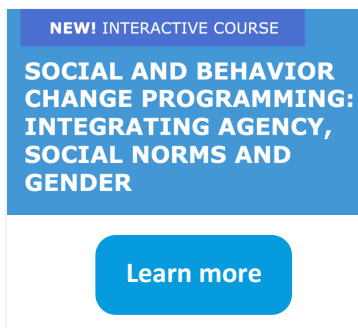 NEW! INTERACTIVE COURSE
SOCIAL AND BEHAVIOR
CHANGE PROGRAMMING:
INTEGRATING AGENCY,
SOCIAL NORMS AND
GENDER
Learn more